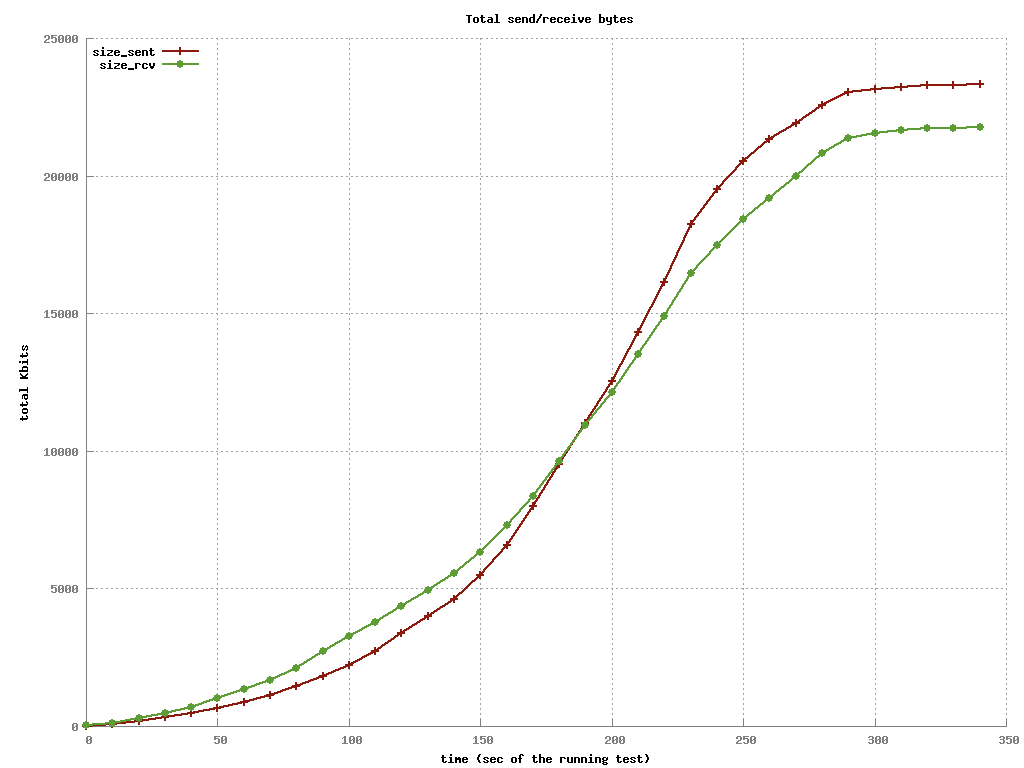 Total send/receive bytes
25000
size_sent
size_rcv
20000
15000
total Kbits
10000
5000
0
0 50 100 150 200 250 300 350
time (sec of the running test)